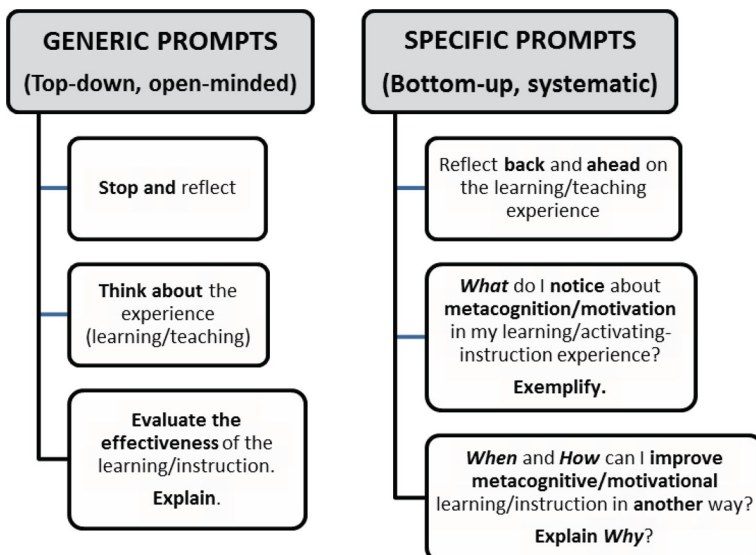 GENERIC PROMPTS
(Top-down, open-minded)
Stop and reflect
Think about the
experience
(learning/teaching)
Evaluate the
effectiveness of the
learning/instruction.
Explain.
SPECIFIC PROMPTS
(Bottom-up, systematic)
Reflect back and ahead on
the learning/teaching
experience
What do I notice about
metacognition/motivation
in my learning/activating-
instruction experience?
Exemplify.
When and How can I improve
metacognitive/motivational
learning/instruction in another way?
Explain Why?